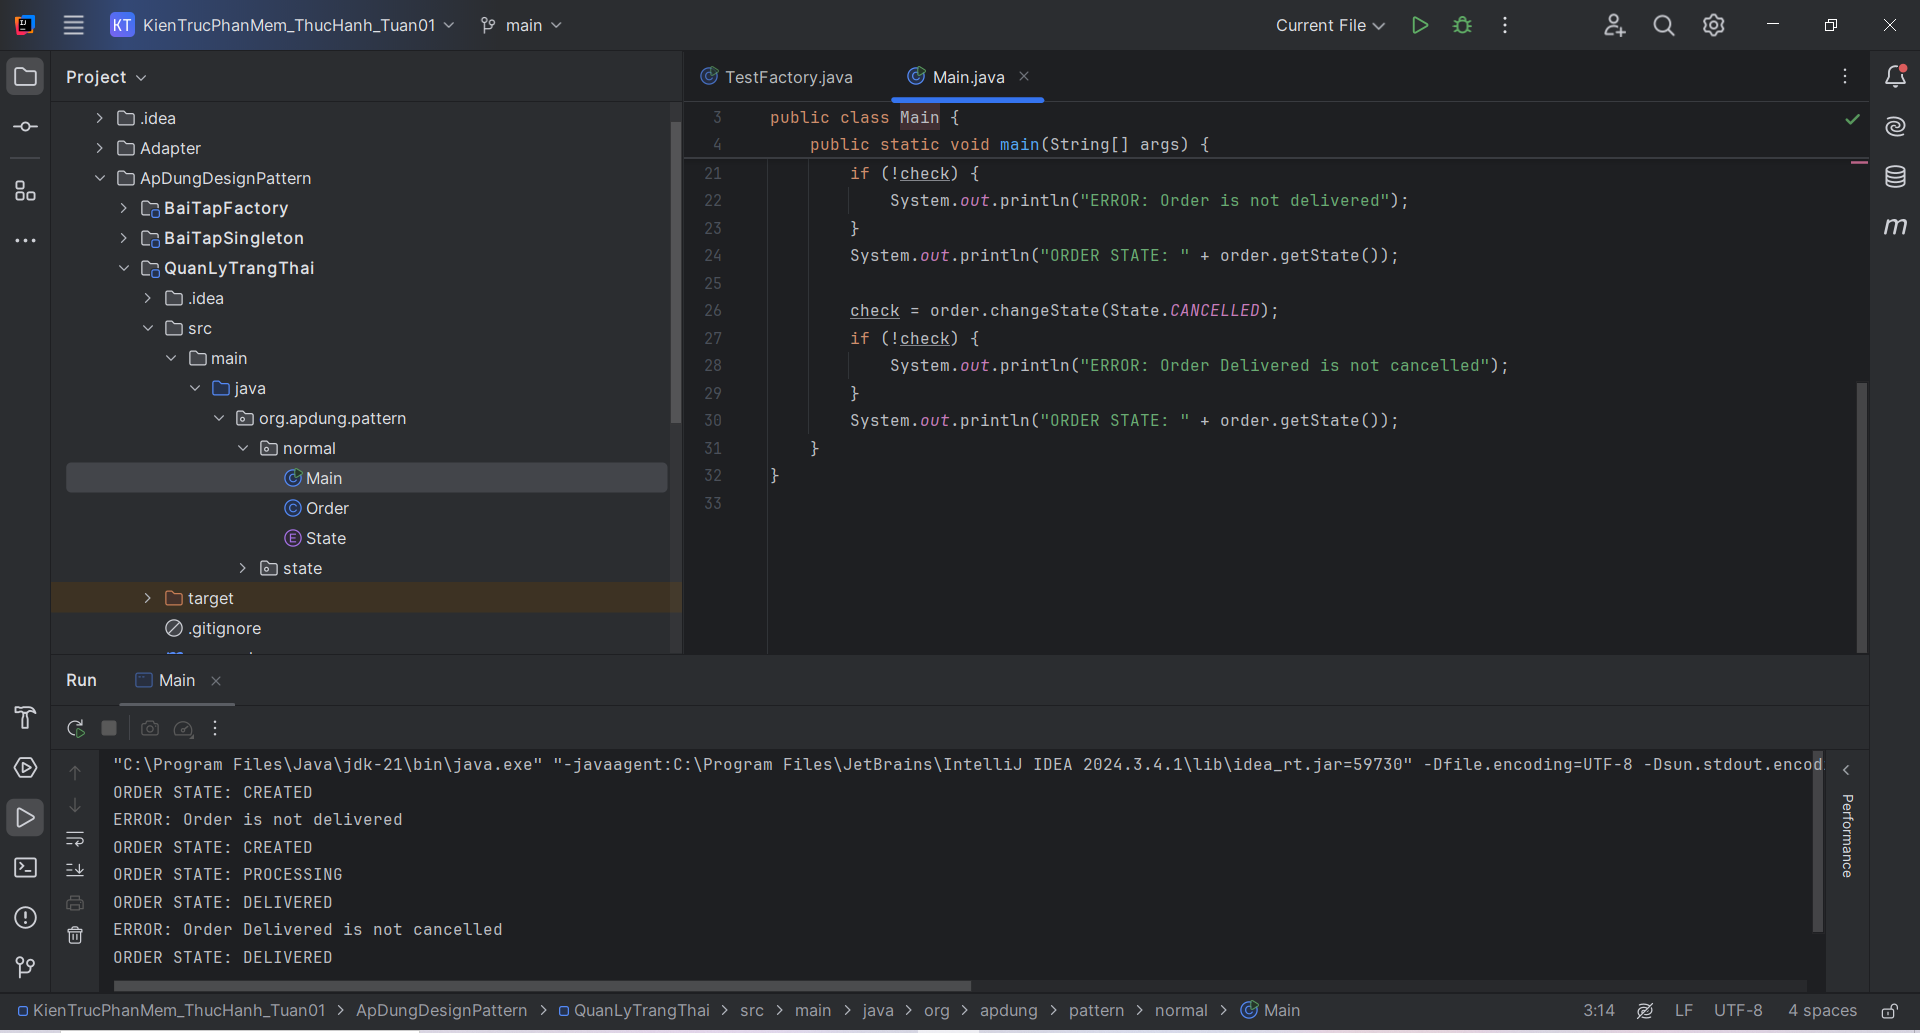 KT KienTrucPhanMem_ThucHanh_Tuan01 main Current File
Project
.idea
Adapter
ApDungDesignPattern
BaiTapFactory
BaiTapSingleton
QuanLyTrangThai
.idea
src
main
java
org.apdung.pattern
normal
Main
Order
State
state
target
.gitignore
TestFactory.java Main.java
3 public class Main {
4 public static void main(String[] args) {
21 if (!check) {
22 System.out.println("ERROR: Order is not delivered");
23 }
24 System.out.println("ORDER STATE: " + order.getState());
25
26 check = order.changeState(State.CANCELLED);
27 if (!check) {
28 System.out.println("ERROR: Order Delivered is not cancelled");
29 }
30 System.out.println("ORDER STATE: " + order.getState());
31 }
32 }
33
m
Run Main
"C:\Program Files\Java\jdk-21\bin\java.exe" "-javaagent:C:\Program Files\JetBrains\IntelliJ IDEA 2024.3.4.1\lib\idea_rt.jar=59730" -Dfile.encoding=UTF-8 -Dsun.stdout.encod
ORDER STATE: CREATED
ERROR: Order is not delivered
ORDER STATE: CREATED
ORDER STATE: PROCESSING
ORDER STATE: DELIVERED
ERROR: Order Delivered is not cancelled
ORDER STATE: DELIVERED
Performance
KienTrucPhanMem_ThucHanh_Tuan01 > ApDungDesignPattern > QuanLyTrangThai > src > main > java > org > apdung > pattern > normal > Main 3:14 LF UTF-8 4 spaces